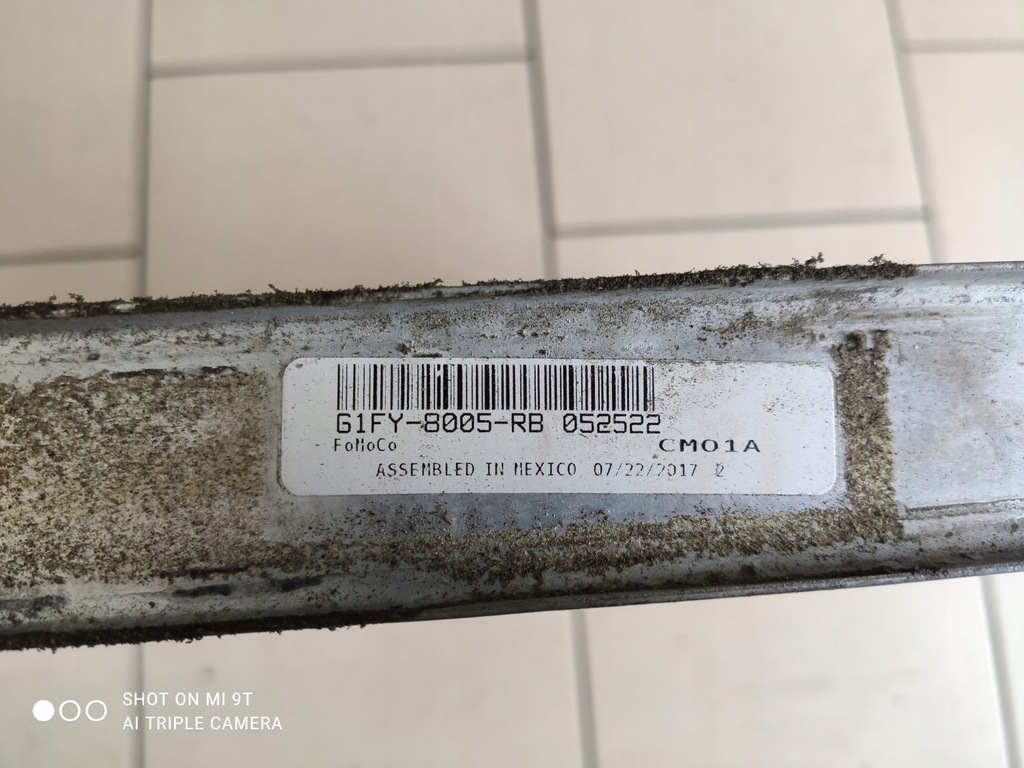 G1FY-8005-RB 052522
FoMoCo CM01A
ASSEMBLED IN MEXICO 07/22/2017 2
SHOT ON MI 9T
AI TRIPLE CAMERA